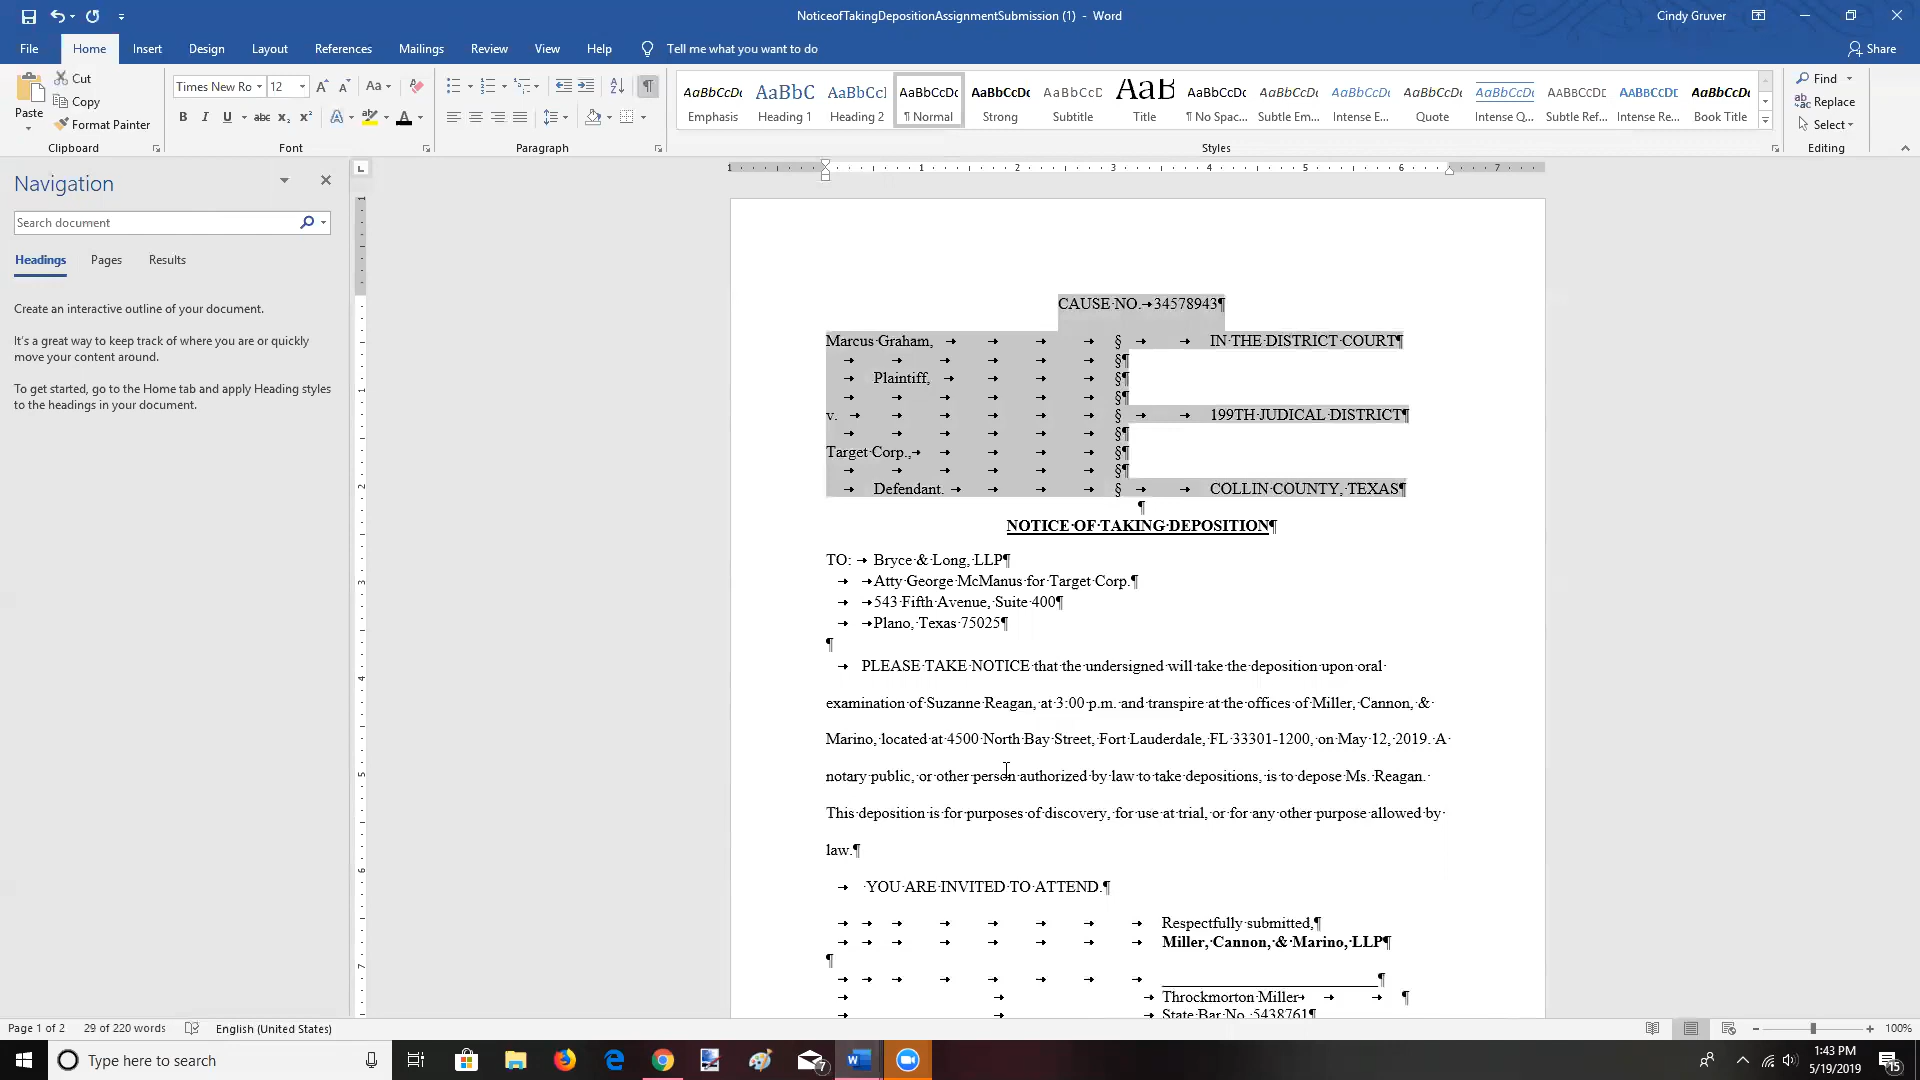 NoticeofTakingDepositionAssignmentSubmission (1) - Word
Cindy Gruver
File Home Insert Design Layout References Mailings Review View Help Tell me what you want to do
Share
Paste
Cut
Copy
Format Painter
Clipboard
Times New Ro 12
Font
Paragraph
AaBbCcDc Emphasis
AaBbC Heading 1
AaBbCcI Heading 2
AaBbCcDc ¶ Normal
AaBbCcDc Strong
AaBbCcD Subtitle
AaB Title
AaBbCcDc ¶ No Spac...
AaBbCcDc Subtle Em...
AaBbCcDc Intense E...
AaBbCcDc Quote
AaBbCcDc Intense Q...
AABBCCDE Subtle Ref...
AABBCCDE Intense Re...
AaBbCcDc Book Title
Styles
Find
Replace
Select
Editing
Navigation
Search document
Headings Pages Results
Create an interactive outline of your document.
It's a great way to keep track of where you are or quickly
move your content around.
To get started, go to the Home tab and apply Heading styles
to the headings in your document.
CAUSE NO. 34578943¶
Marcus Graham, § IN THE DISTRICT COURT¶
§¶
Plaintiff, §¶
§¶
v. § 199TH JUDICAL DISTRICT¶
§¶
Target Corp., §¶
§¶
Defendant. § COLLIN COUNTY, TEXAS¶
¶
NOTICE OF TAKING DEPOSITION¶
TO: Bryce & Long, LLP¶
Atty George McManus for Target Corp.¶
543 Fifth Avenue, Suite 400¶
Plano, Texas 75025¶
¶
PLEASE TAKE NOTICE that the undersigned will take the deposition upon oral
examination of Suzanne Reagan, at 3:00 p.m. and transpire at the offices of Miller, Cannon, &
Marino, located at 4500 North Bay Street, Fort Lauderdale, FL 33301-1200, on May 12, 2019. A
notary public, or other person authorized by law to take depositions, is to depose Ms. Reagan.
This deposition is for purposes of discovery, for use at trial, or for any other purpose allowed by
law.¶
YOU ARE INVITED TO ATTEND.¶
Respectfully submitted,¶
Miller, Cannon, & Marino, LLP¶
¶
¶
Throckmorton Miller ¶
State Bar No. 5438761¶
Page 1 of 2 29 of 220 words English (United States)
100%
Type here to search
7
1:43 PM
5/19/2019
15